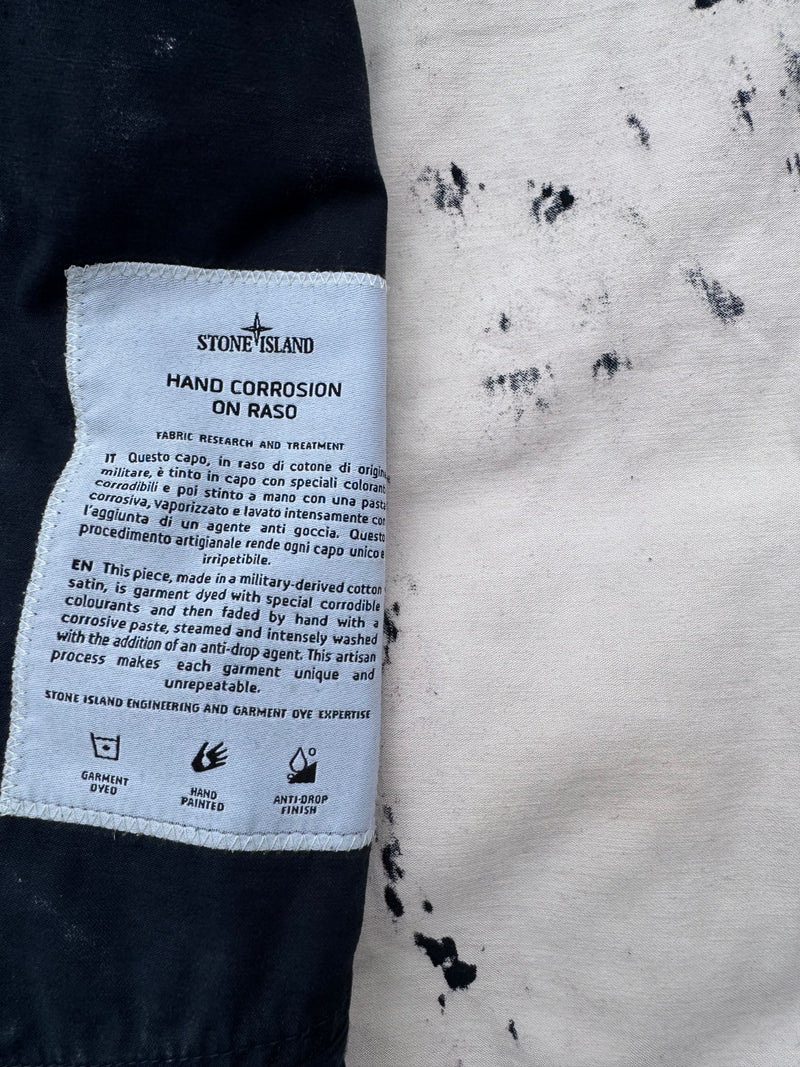 STONE ISLAND
HAND CORROSION
ON RASO
FABRIC RESEARCH AND TREATMENT
IT Questo capo, in raso di cotone di origine
militare, è tinto in capo con speciali coloranti
corrodibili e poi stinto a mano con una pasta
corrosiva, vaporizzato e lavato intensamente con
l'aggiunta di un agente anti goccia. Questo
procedimento artigianale rende ogni capo unico e
irripetibile.
EN This piece, made in a military-derived cotton
satin, is garment dyed with special corrodible
colourants and then faded by hand with a
corrosive paste, steamed and intensely washed
with the addition of an anti-drop agent. This artisan
process makes each garment unique and
unrepeatable.
STONE ISLAND ENGINEERING AND GARMENT DYE EXPERTISE
GARMENT
DYED
HAND
PAINTED
ANTI-DROP
FINISH